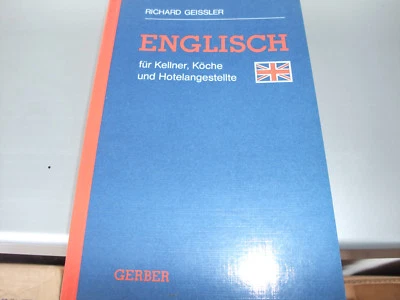 RICHARD GEISSLER
ENGLISCH
für Kellner, Köche
und Hotelangestellte
GERBER